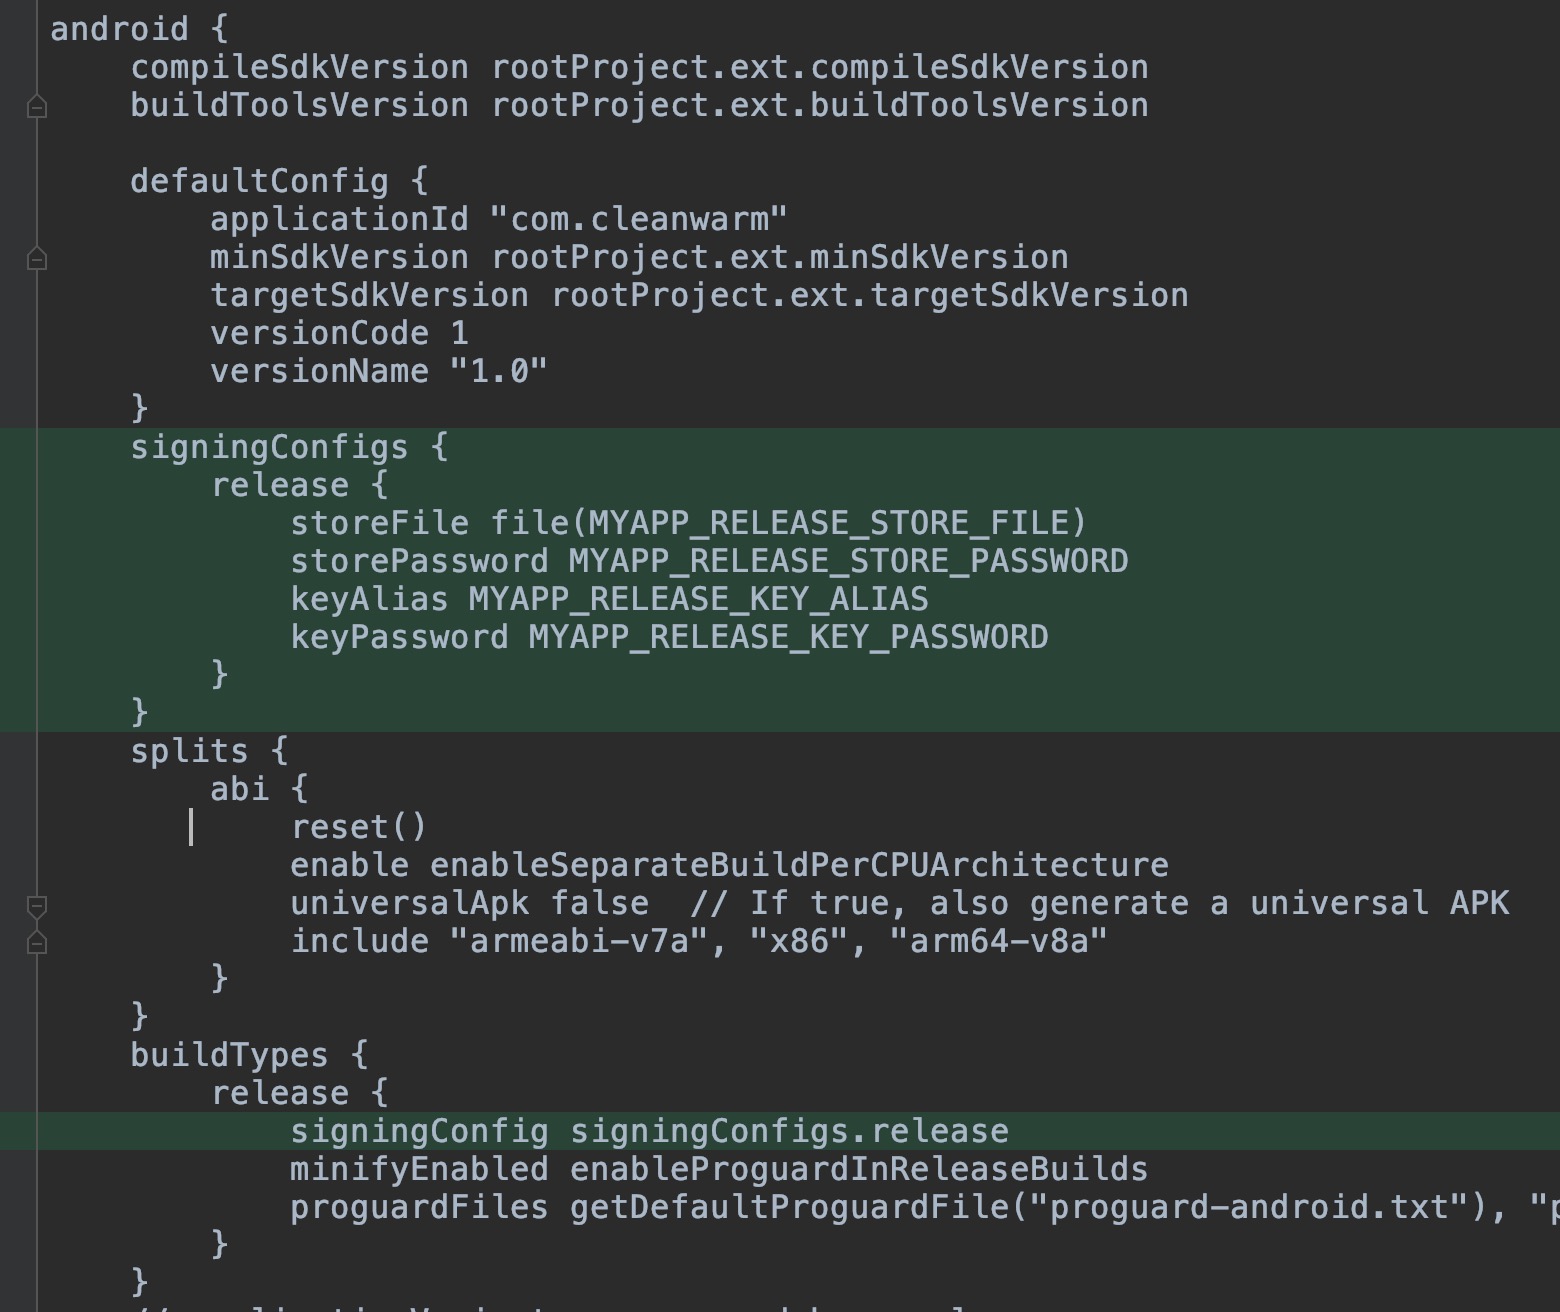 android {
    compileSdkVersion rootProject.ext.compileSdkVersion
    buildToolsVersion rootProject.ext.buildToolsVersion

    defaultConfig {
        applicationId "com.cleanwarm"
        minSdkVersion rootProject.ext.minSdkVersion
        targetSdkVersion rootProject.ext.targetSdkVersion
        versionCode 1
        versionName "1.0"
    }
    signingConfigs {
        release {
            storeFile file(MYAPP_RELEASE_STORE_FILE)
            storePassword MYAPP_RELEASE_STORE_PASSWORD
            keyAlias MYAPP_RELEASE_KEY_ALIAS
            keyPassword MYAPP_RELEASE_KEY_PASSWORD
        }
    }
    splits {
        abi {
            reset()
            enable enableSeparateBuildPerCPUArchitecture
            universalApk false  // If true, also generate a universal APK
            include "armeabi-v7a", "x86", "arm64-v8a"
        }
    }
    buildTypes {
        release {
            signingConfig signingConfigs.release
            minifyEnabled enableProguardInReleaseBuilds
            proguardFiles getDefaultProguardFile("proguard-android.txt"), "p
        }
    }